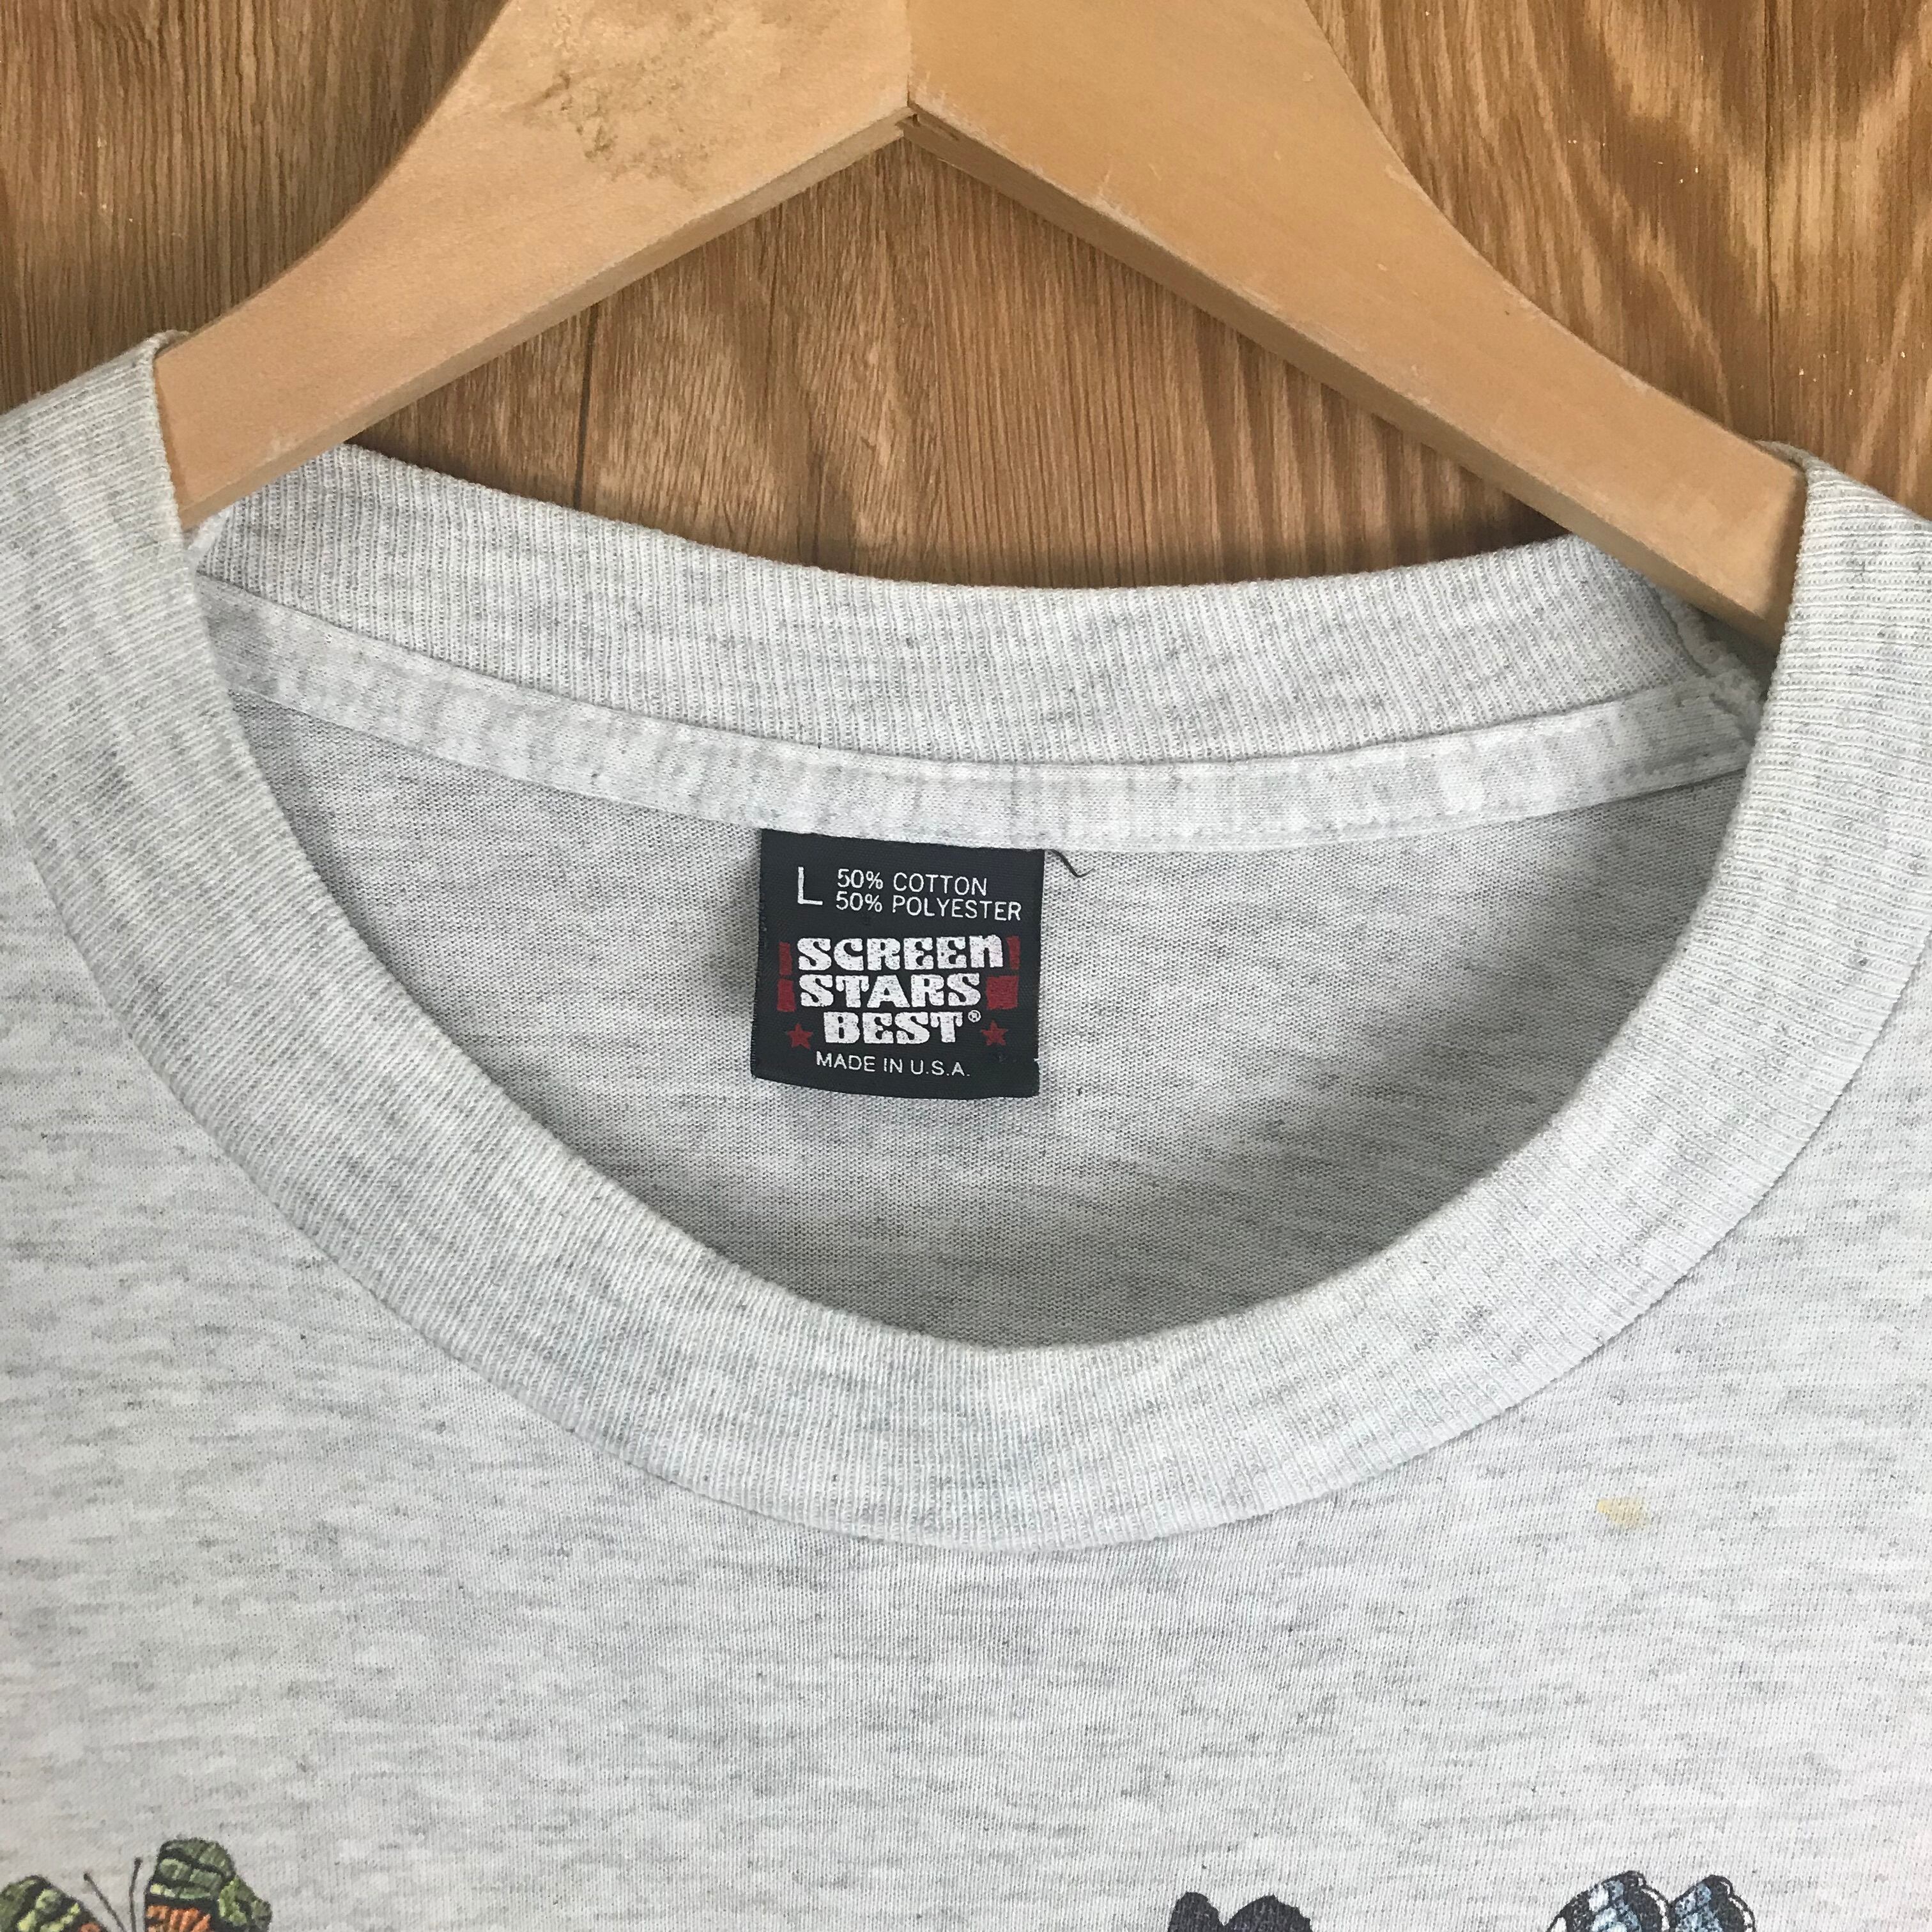 L 50% COTTON
50% POLYESTER
SCREEN
STARS
BEST®
MADE IN U.S.A.